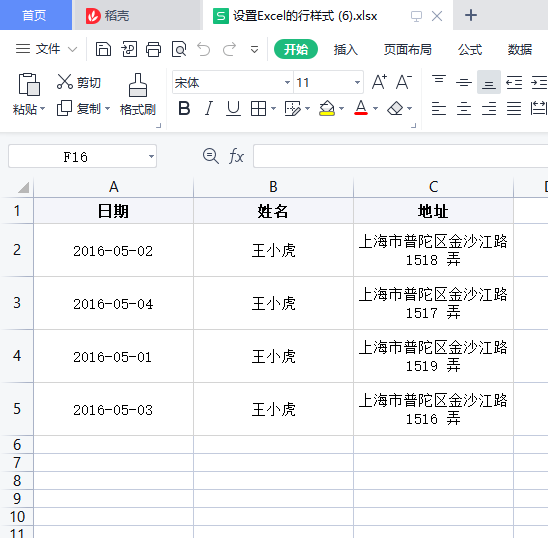 首页 稻壳 设置Excel的行样式 (6).xlsx
文件 开始 插入 页面布局 公式 数据
剪切 宋体 11 A+ A-
粘贴 复制 格式刷 B I U A
F16 fx
A B C
1 日期 姓名 地址
2 2016-05-02 王小虎 上海市普陀区金沙江路
1518 弄
3 2016-05-04 王小虎 上海市普陀区金沙江路
1517 弄
4 2016-05-01 王小虎 上海市普陀区金沙江路
1519 弄
5 2016-05-03 王小虎 上海市普陀区金沙江路
1516 弄
6
7
8
9
10
11